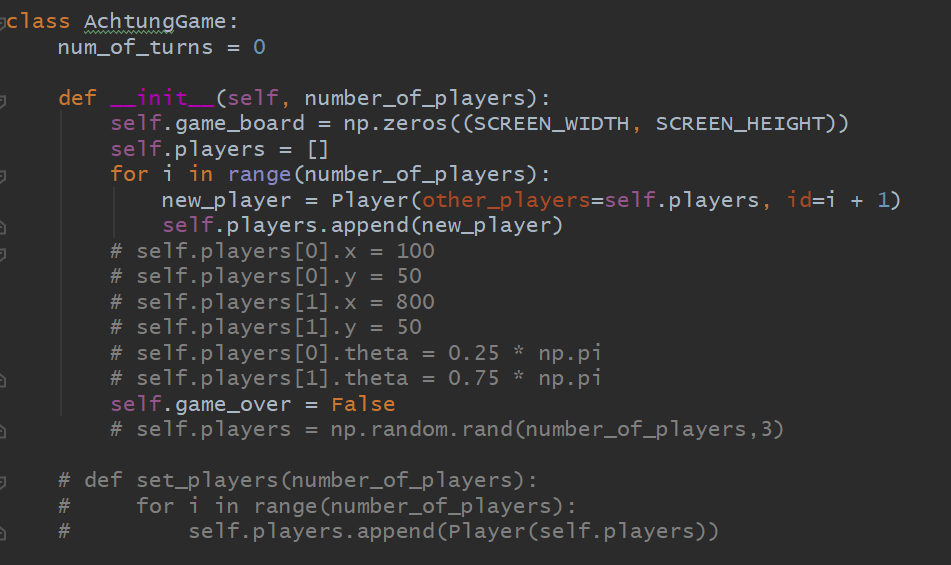 class AchtungGame:
    num_of_turns = 0

    def __init__(self, number_of_players):
        self.game_board = np.zeros((SCREEN_WIDTH, SCREEN_HEIGHT))
        self.players = []
        for i in range(number_of_players):
            new_player = Player(other_players=self.players, id=i + 1)
            self.players.append(new_player)
        # self.players[0].x = 100
        # self.players[0].y = 50
        # self.players[1].x = 800
        # self.players[1].y = 50
        # self.players[0].theta = 0.25 * np.pi
        # self.players[1].theta = 0.75 * np.pi
        self.game_over = False
        # self.players = np.random.rand(number_of_players,3)

    # def set_players(number_of_players):
    #     for i in range(number_of_players):
    #         self.players.append(Player(self.players))